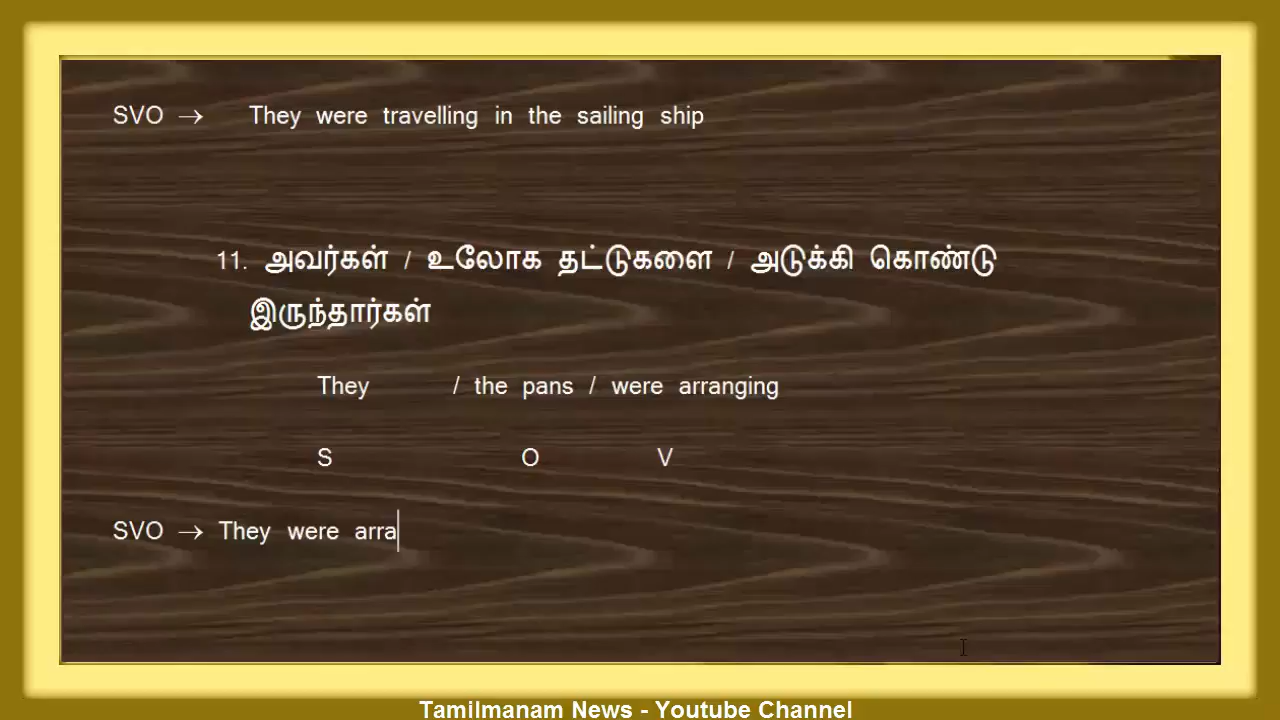 SVO → They were travelling in the sailing ship
11. அவர்கள் / உலோக தட்டுகளை / அடுக்கி கொண்டு
இருந்தார்கள்
They / the pans / were arranging
S O V
SVO → They were arra
Tamilmanam News - Youtube Channel